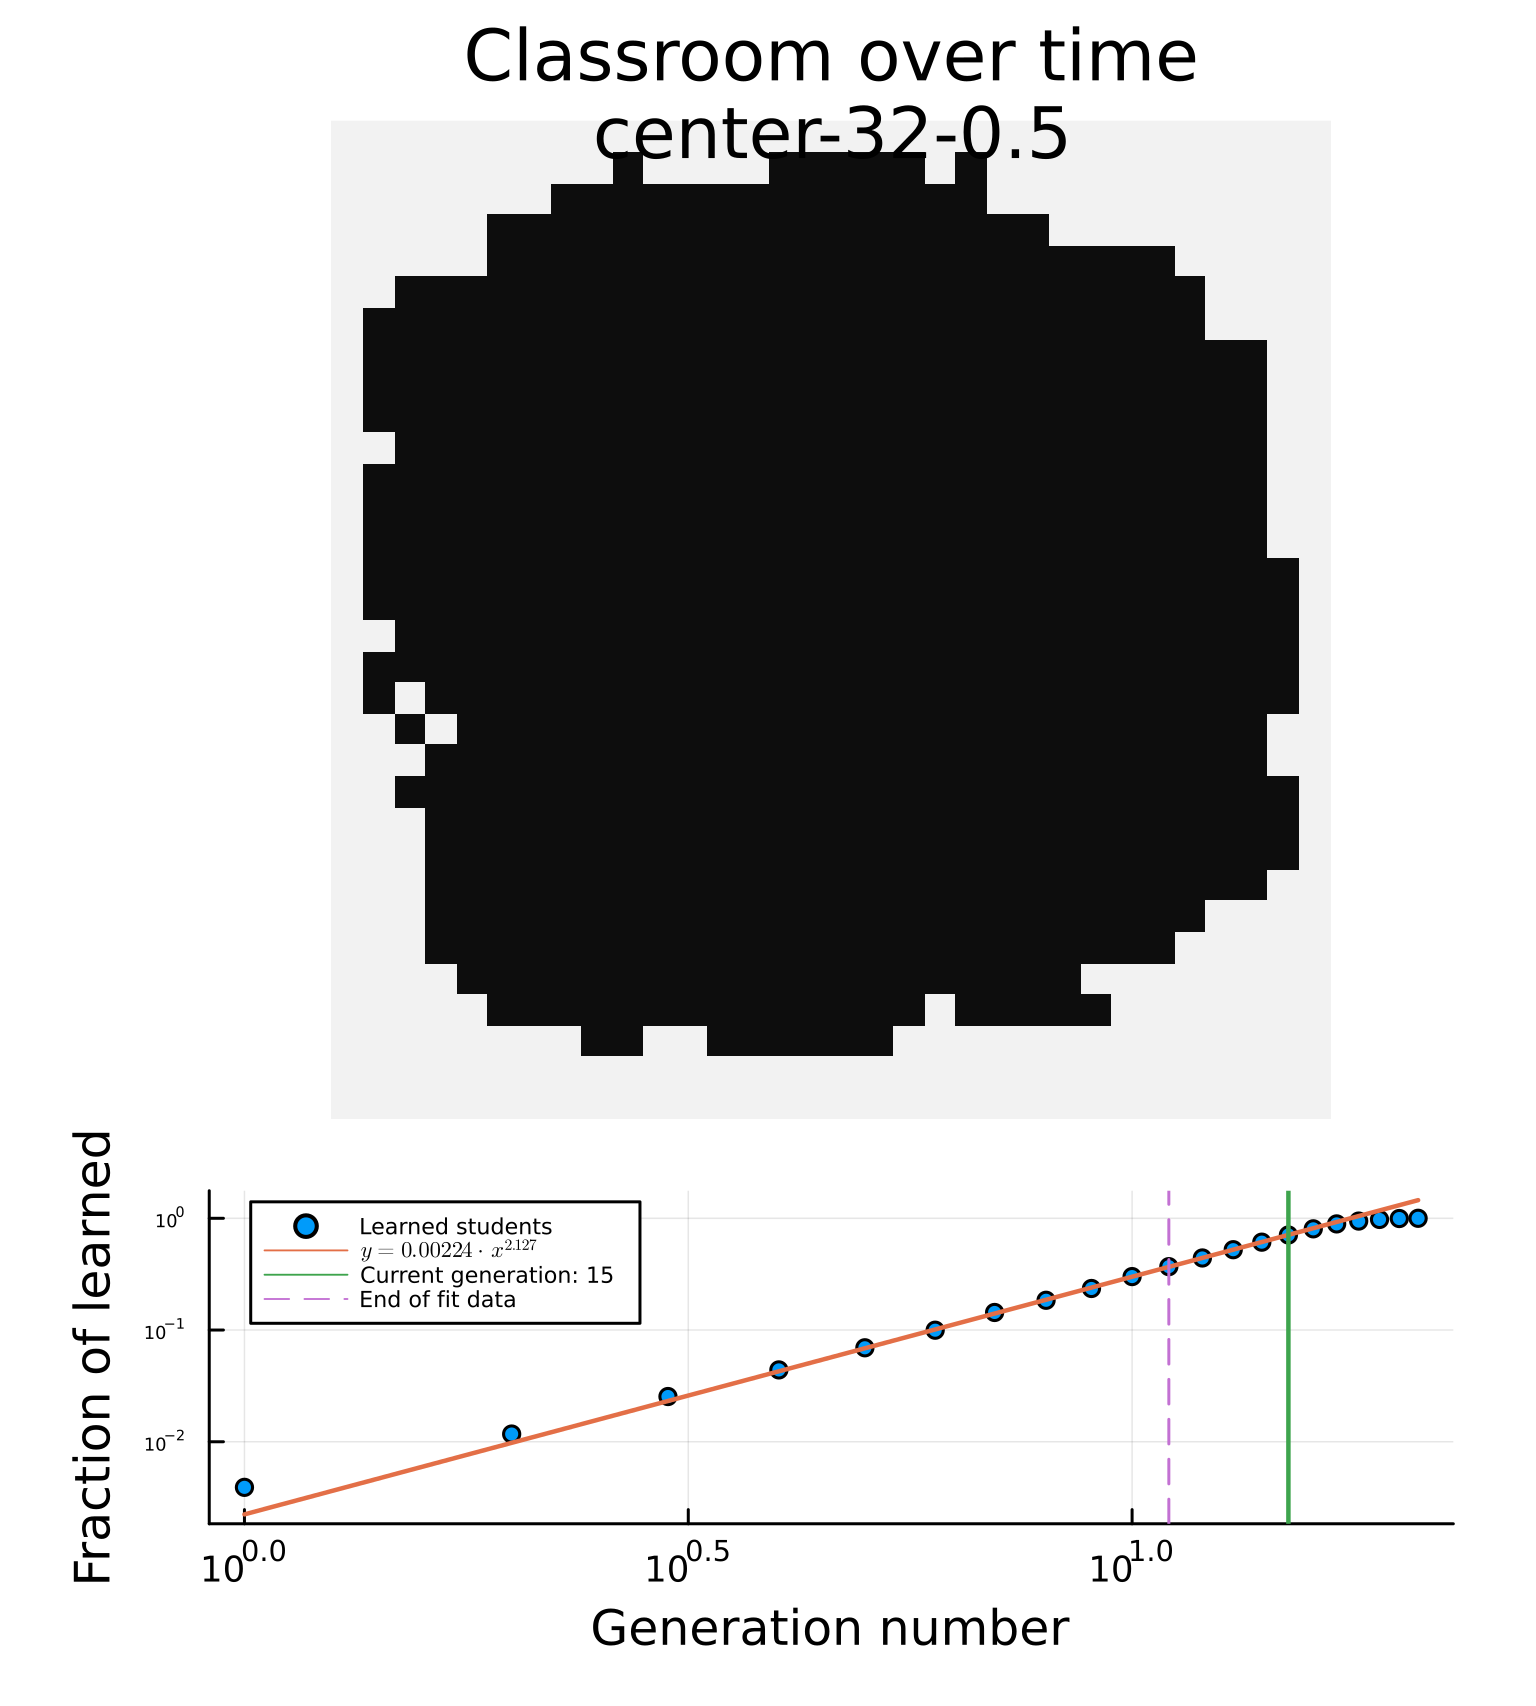 Classroom over time
center-32-0.5
Fraction of learned
10^0
10^-1
10^-2
Learned students
y = 0.00224 · x^2.127
Current generation: 15
End of fit data
10^0.0
10^0.5
10^1.0
Generation number